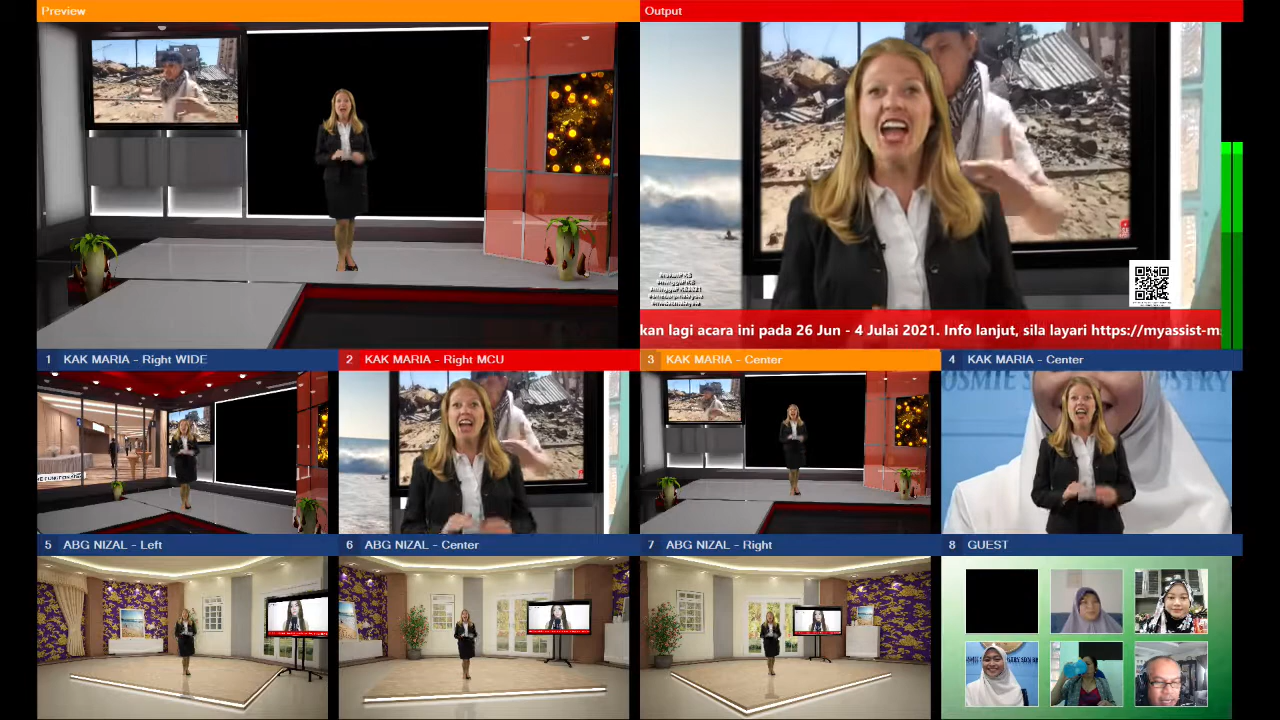 Preview
Output
kan lagi acara ini pada 26 Jun - 4 Julai 2021. Info lanjut, sila layari https://myassist-m
1 KAK MARIA - Right WIDE
2 KAK MARIA - Right MCU
3 KAK MARIA - Center
4 KAK MARIA - Center
5 ABG NIZAL - Left
6 ABG NIZAL - Center
7 ABG NIZAL - Right
8 GUEST